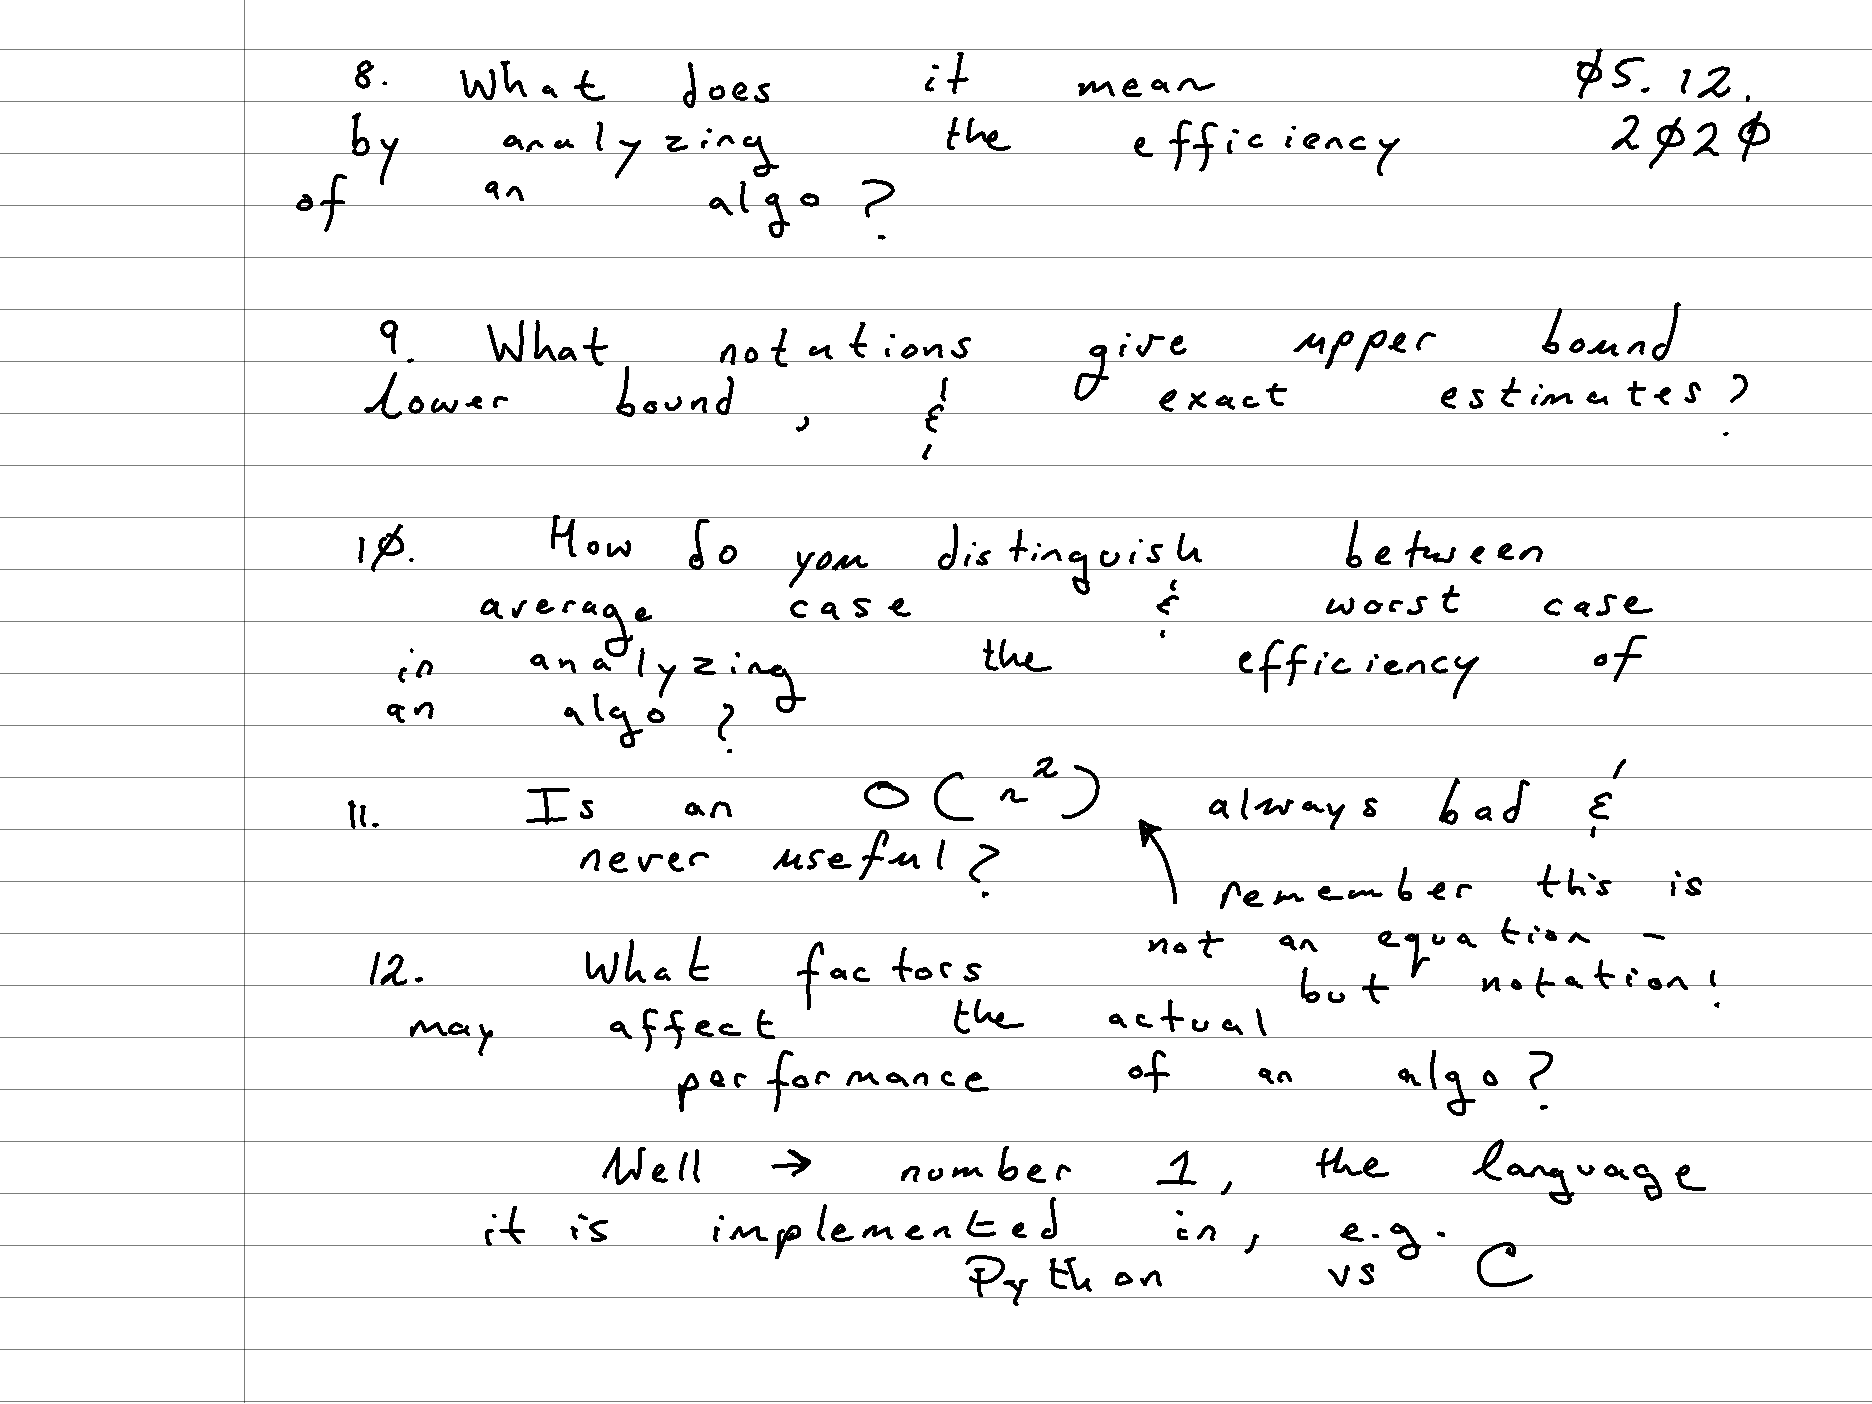 8. What does it mean
by analyzing the efficiency
of an algo?
05.12.
2020
9. What notations give upper bound
lower bound, & exact estimates?
10. How do you distinguish between
average case & worst case
in analyzing the efficiency of
an algo?
11. Is an O(n²) always bad &
never useful?
remember this is
not an equation -
but notation!
12. What factors
may affect the actual
performance of an algo?
Well → number 1, the language
it is implemented in, e.g.
Python vs C